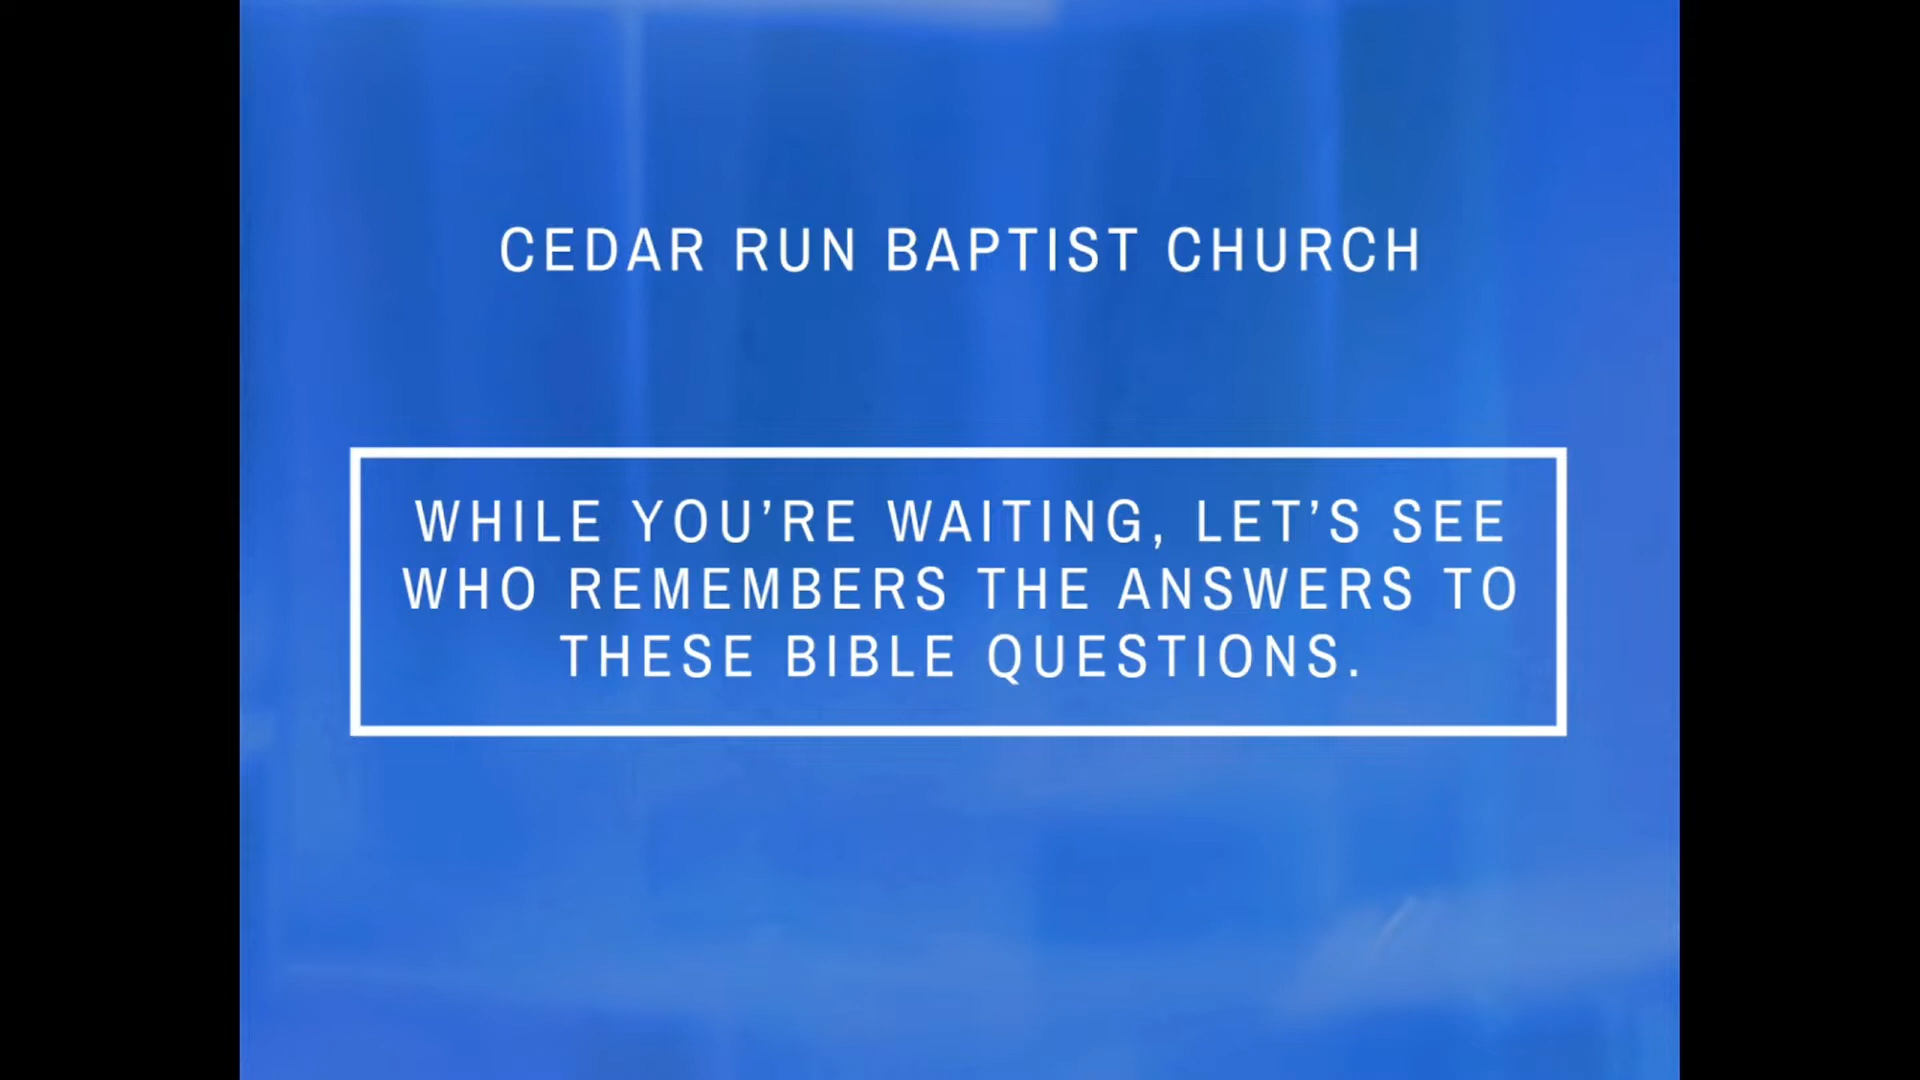 CEDAR RUN BAPTIST CHURCH
WHILE YOU’RE WAITING, LET’S SEE
WHO REMEMBERS THE ANSWERS TO
THESE BIBLE QUESTIONS.